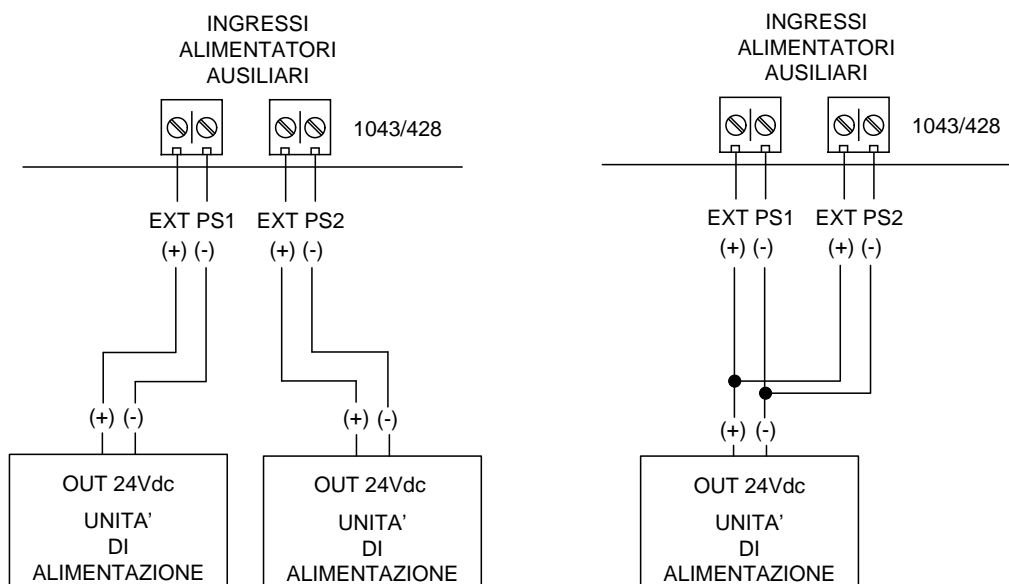 INGRESSI
ALIMENTATORI
AUSILIARI
1043/428
EXT PS1 EXT PS2
(+) (-) (+) (-)
(+) (-) (+) (-)
OUT 24Vdc
UNITA'
DI
ALIMENTAZIONE
OUT 24Vdc
UNITA'
DI
ALIMENTAZIONE
INGRESSI
ALIMENTATORI
AUSILIARI
1043/428
EXT PS1 EXT PS2
(+) (-) (+) (-)
(+) (-)
OUT 24Vdc
UNITA'
DI
ALIMENTAZIONE